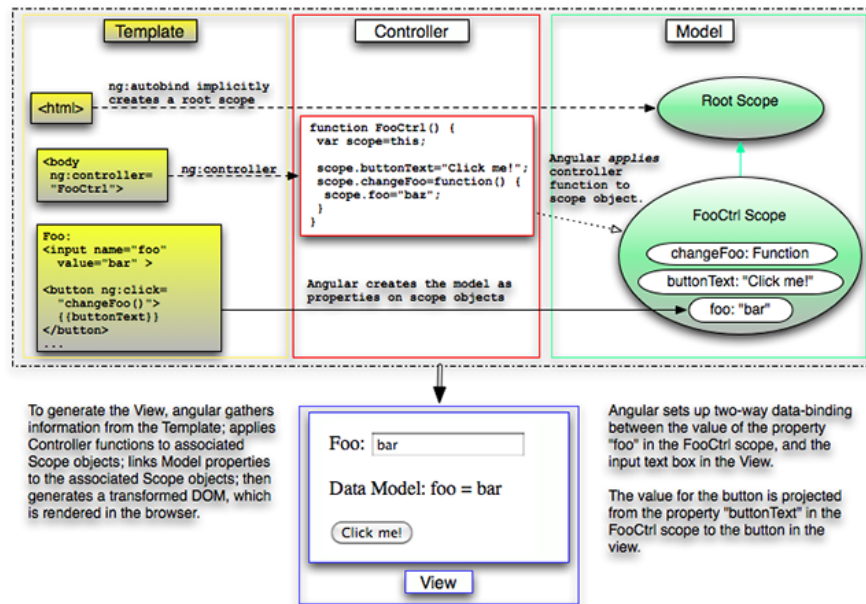 Template
Controller
Model
ng:autobind implicitly
creates a root scope
<html>
Root Scope
<body
ng:controller=
"FooCtrl">
ng:controller
function FooCtrl() {
var scope=this;
scope.buttonText="Click me!";
scope.changeFoo=function() {
scope.foo="baz";
}
}
Angular applies
controller
function to
scope object.
FooCtrl Scope
changeFoo: Function
buttonText: "Click me!"
foo: "bar"
Foo:
<input name="foo"
value="bar" >
<button ng:click=
"changeFoo()">
{{buttonText}}
</button>
...
Angular creates the model as
properties on scope objects
To generate the View, angular gathers
information from the Template; applies
Controller functions to associated
Scope objects; links Model properties
to the associated Scope objects; then
generates a transformed DOM, which
is rendered in the browser.
Foo: bar
Data Model: foo = bar
Click me!
View
Angular sets up two-way data-binding
between the value of the property
"foo" in the FooCtrl scope, and the
input text box in the View.
The value for the button is projected
from the property "buttonText" in the
FooCtrl scope to the button in the
view.